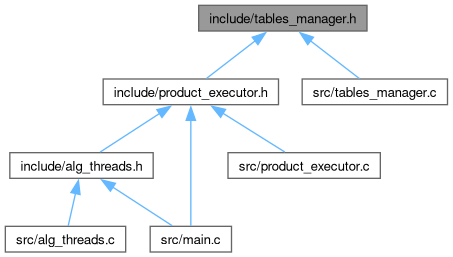 include/tables_manager.h
include/product_executor.h
src/tables_manager.c
include/alg_threads.h
src/product_executor.c
src/alg_threads.c
src/main.c